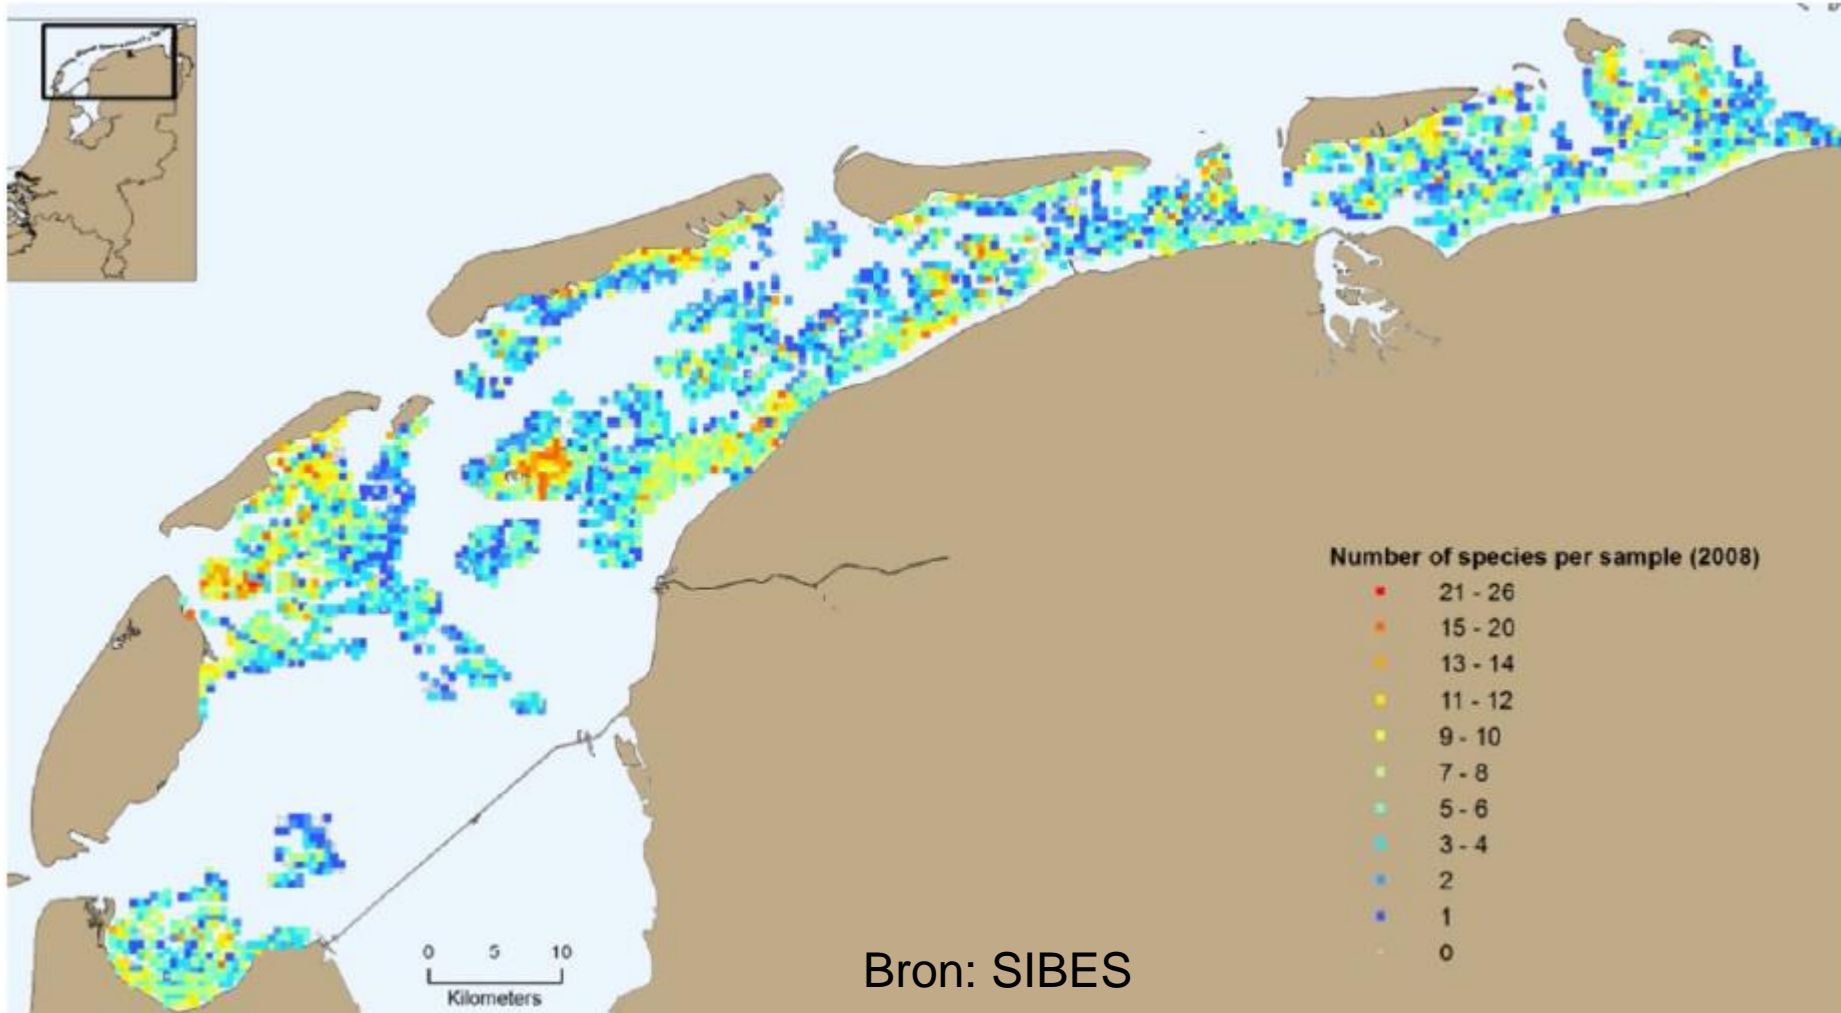 Number of species per sample (2008)
21 - 26
15 - 20
13 - 14
11 - 12
9 - 10
7 - 8
5 - 6
3 - 4
2
1
0
0 5 10
Kilometers
Bron: SIBES